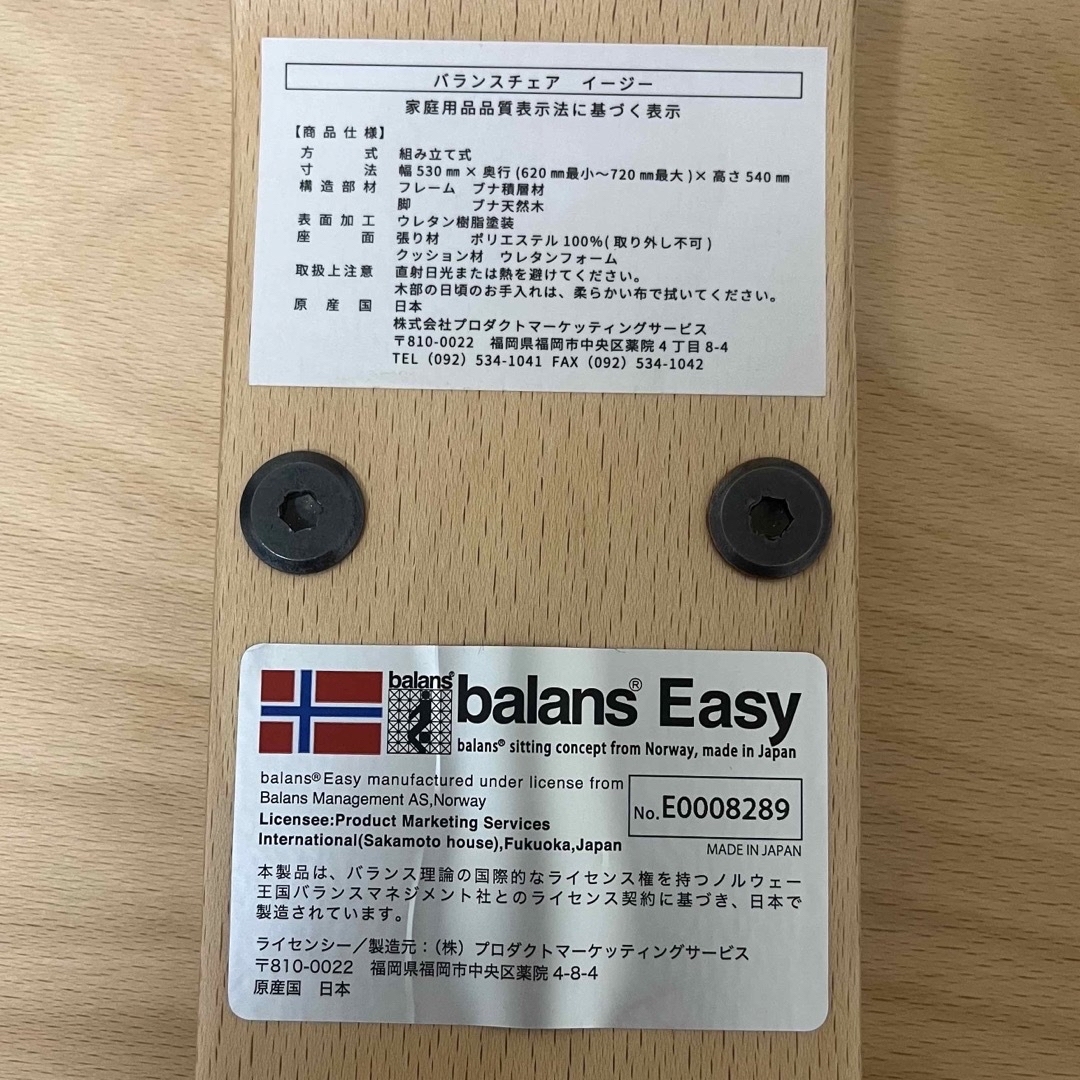 バランスチェア イージー
家庭用品品質表示法に基づく表示
【商品仕様】
方式 組み立て式
寸法 幅 530 ㎜ × 奥行 (620 ㎜最小～720 ㎜最大 )× 高さ 540 ㎜
構造部材 フレーム ブナ積層材
脚 ブナ天然木
表面加工 ウレタン樹脂塗装
座面 張り材 ポリエステル 100%( 取り外し不可 )
クッション材 ウレタンフォーム
取扱上注意 直射日光または熱を避けてください。
木部の日頃のお手入れは、柔らかい布で拭いてください。
原産国 日本
株式会社プロダクトマーケッティングサービス
〒810-0022 福岡県福岡市中央区薬院 4 丁目 8-4
TEL（092）534-1041 FAX（092）534-1042
balans®
balans® Easy
balans® sitting concept from Norway, made in Japan
balans®Easy manufactured under license from
Balans Management AS,Norway
Licensee:Product Marketing Services
International(Sakamoto house),Fukuoka,Japan
No.E0008289
MADE IN JAPAN
本製品は、バランス理論の国際的なライセンス権を持つノルウェー
王国バランスマネジメント社とのライセンス契約に基づき、日本で
製造されています。
ライセンシー／製造元：（株）プロダクトマーケッティングサービス
〒810-0022 福岡県福岡市中央区薬院 4-8-4
原産国 日本